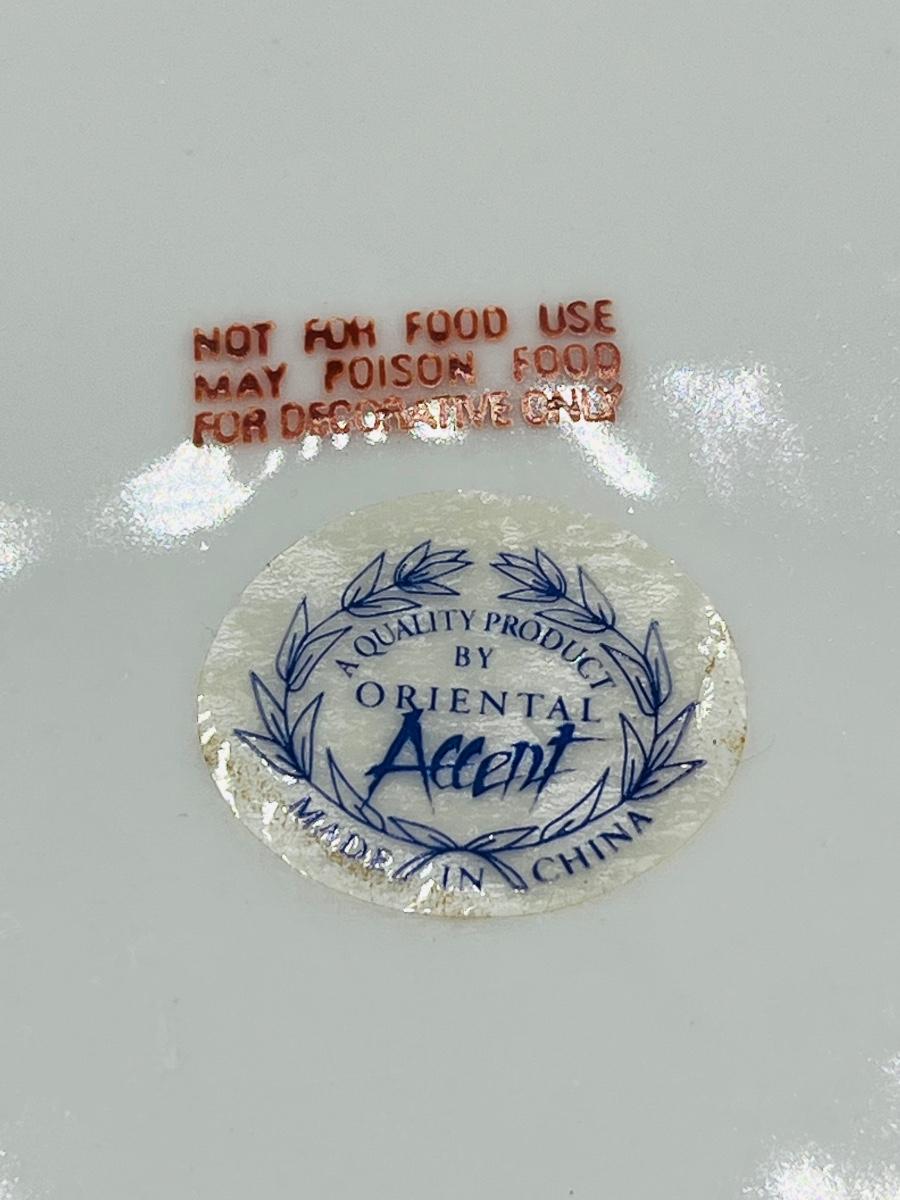 NOT FOR FOOD USE
MAY POISON FOOD
FOR DECORATIVE ONLY
A QUALITY PRODUCT
BY
ORIENTAL
Accent
MADE IN CHINA